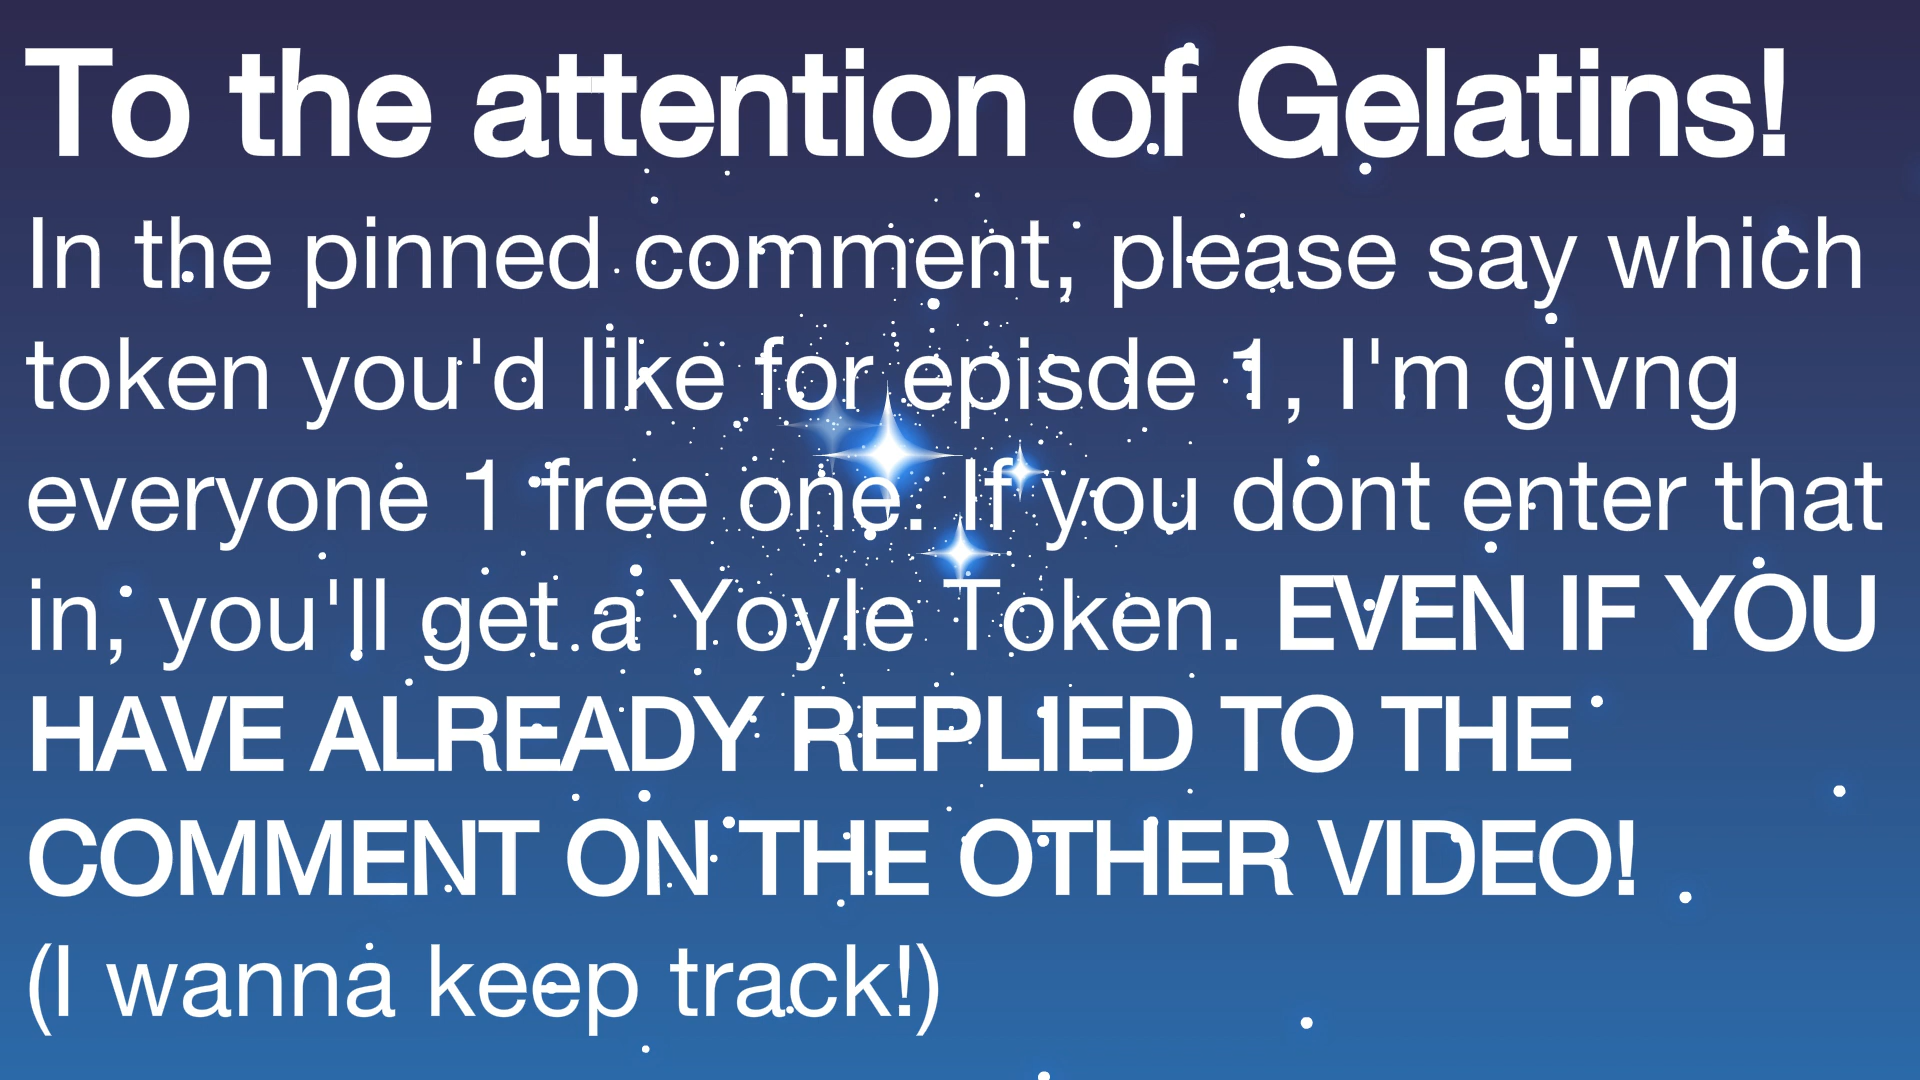 To the attention of Gelatins!
In the pinned comment, please say which
token you'd like for episde 1, I'm givng
everyone 1 free one. If you dont enter that
in, you'll get a Yoyle Token. EVEN IF YOU
HAVE ALREADY REPLIED TO THE
COMMENT ON THE OTHER VIDEO!
(I wanna keep track!)